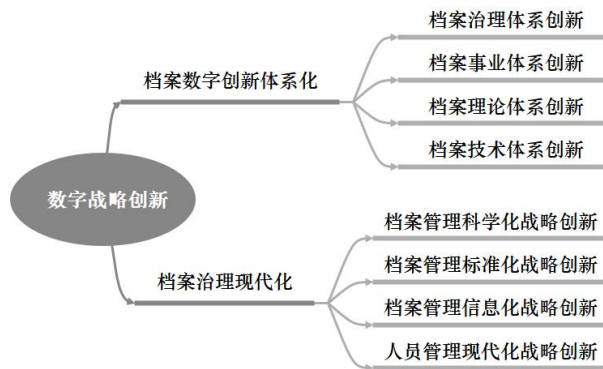 数字战略创新
档案数字创新体系化
档案治理体系创新
档案事业体系创新
档案理论体系创新
档案技术体系创新
档案治理现代化
档案管理科学化战略创新
档案管理标准化战略创新
档案管理信息化战略创新
人员管理现代化战略创新